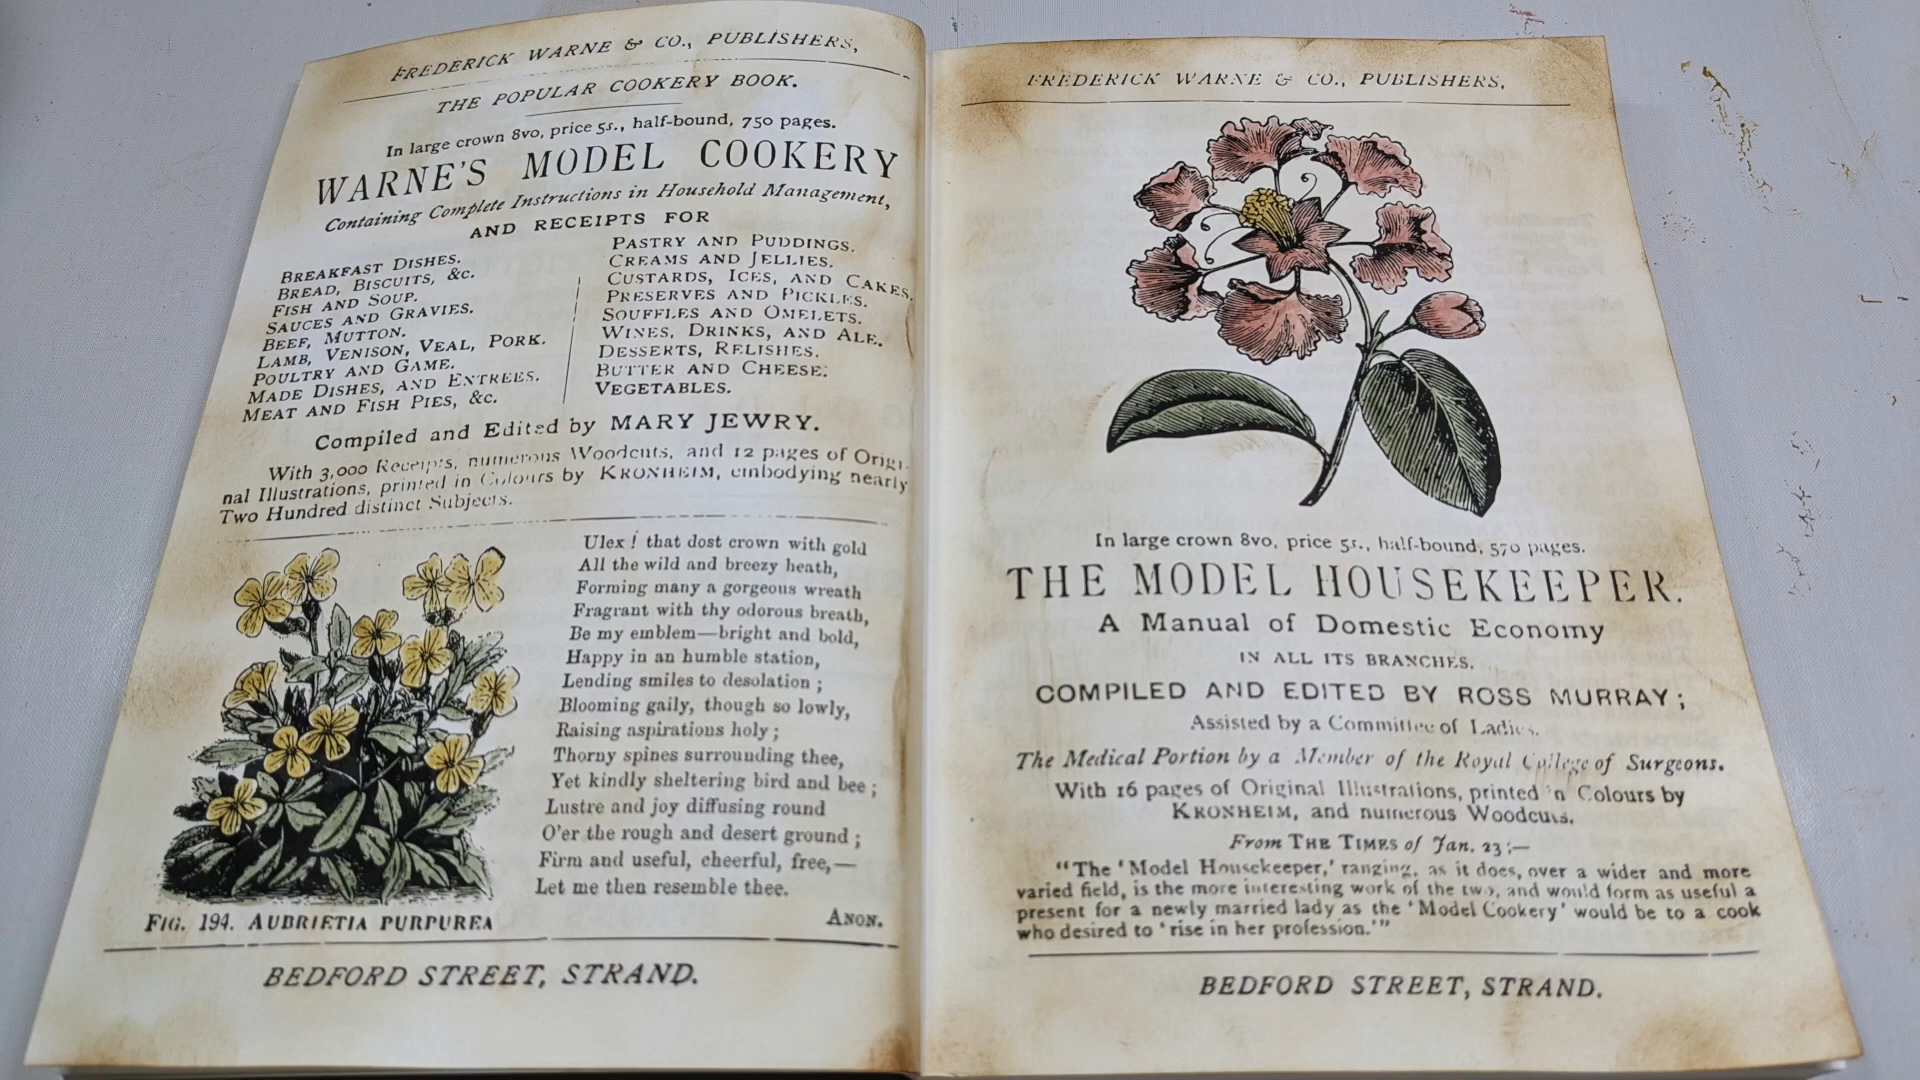 FREDERICK WARNE & CO., PUBLISHERS,
THE POPULAR COOKERY BOOK.
In large crown 8vo, price 5s., half-bound, 750 pages.
WARNE'S MODEL COOKERY
Containing Complete Instructions in Household Management,
AND RECEIPTS FOR
BREAKFAST DISHES.
BREAD, BISCUITS, &c.
FISH AND SOUP.
SAUCES AND GRAVIES.
BEEF, MUTTON.
LAMB, VENISON, VEAL, PORK.
POULTRY AND GAME.
MADE DISHES, AND ENTREES.
MEAT AND FISH PIES, &c.
PASTRY AND PUDDINGS.
CREAMS AND JELLIES.
CUSTARDS, ICES, AND CAKES.
PRESERVES AND PICKLES.
SOUFFLES AND OMELETS.
WINES, DRINKS, AND ALE.
DESSERTS, RELISHES.
BUTTER AND CHEESE.
VEGETABLES.
Compiled and Edited by MARY JEWRY.
With 3,000 Receipts, numerous Woodcuts, and 12 pages of Origi-
nal Illustrations, printed in Colours by KRONHEIM, embodying nearly
Two Hundred distinct Subjects.
Ulex! that dost crown with gold
All the wild and breezy heath,
Forming many a gorgeous wreath
Fragrant with thy odorous breath,
Be my emblem—bright and bold,
Happy in an humble station,
Lending smiles to desolation;
Blooming gaily, though so lowly,
Raising aspirations holy;
Thorny spines surrounding thee,
Yet kindly sheltering bird and bee;
Lustre and joy diffusing round
O'er the rough and desert ground;
Firm and useful, cheerful, free,—
Let me then resemble thee.
ANON.
FIG. 194. AUBRIETIA PURPUREA
BEDFORD STREET, STRAND.
FREDERICK WARNE & CO., PUBLISHERS,
In large crown 8vo, price 5s., half-bound, 570 pages.
THE MODEL HOUSEKEEPER.
A Manual of Domestic Economy
IN ALL ITS BRANCHES.
COMPILED AND EDITED BY ROSS MURRAY;
Assisted by a Committee of Ladies.
The Medical Portion by a Member of the Royal College of Surgeons.
With 16 pages of Original Illustrations, printed in Colours by
KRONHEIM, and numerous Woodcuts.
From THE TIMES of Jan. 23:—
"The 'Model Housekeeper,' ranging, as it does, over a wider and more
varied field, is the more interesting work of the two, and would form as useful a
present for a newly married lady as the 'Model Cookery' would be to a cook
who desired to 'rise in her profession.'"
BEDFORD STREET, STRAND.